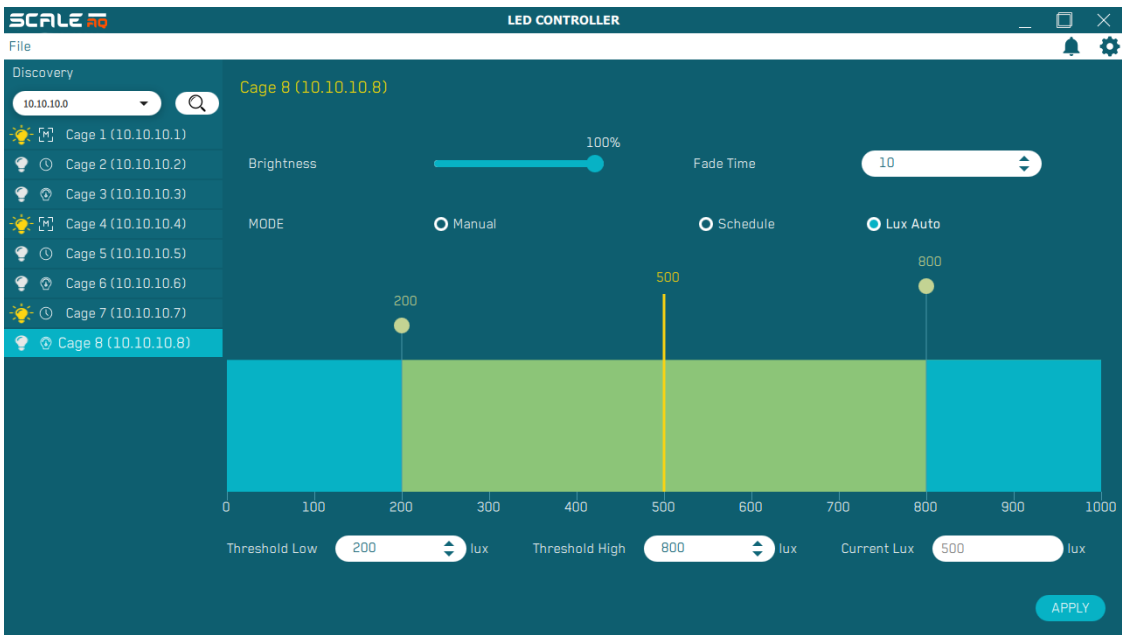 SCALE AQ
LED CONTROLLER
File
Discovery
10.10.10.0
[M] Cage 1 (10.10.10.1)
Cage 2 (10.10.10.2)
Cage 3 (10.10.10.3)
[M] Cage 4 (10.10.10.4)
Cage 5 (10.10.10.5)
Cage 6 (10.10.10.6)
Cage 7 (10.10.10.7)
Cage 8 (10.10.10.8)
Cage 8 (10.10.10.8)
100%
Brightness
Fade Time 10
MODE Manual Schedule Lux Auto
800
500
200
0 100 200 300 400 500 600 700 800 900 1000
Threshold Low 200 lux Threshold High 800 lux Current Lux 500 lux
APPLY